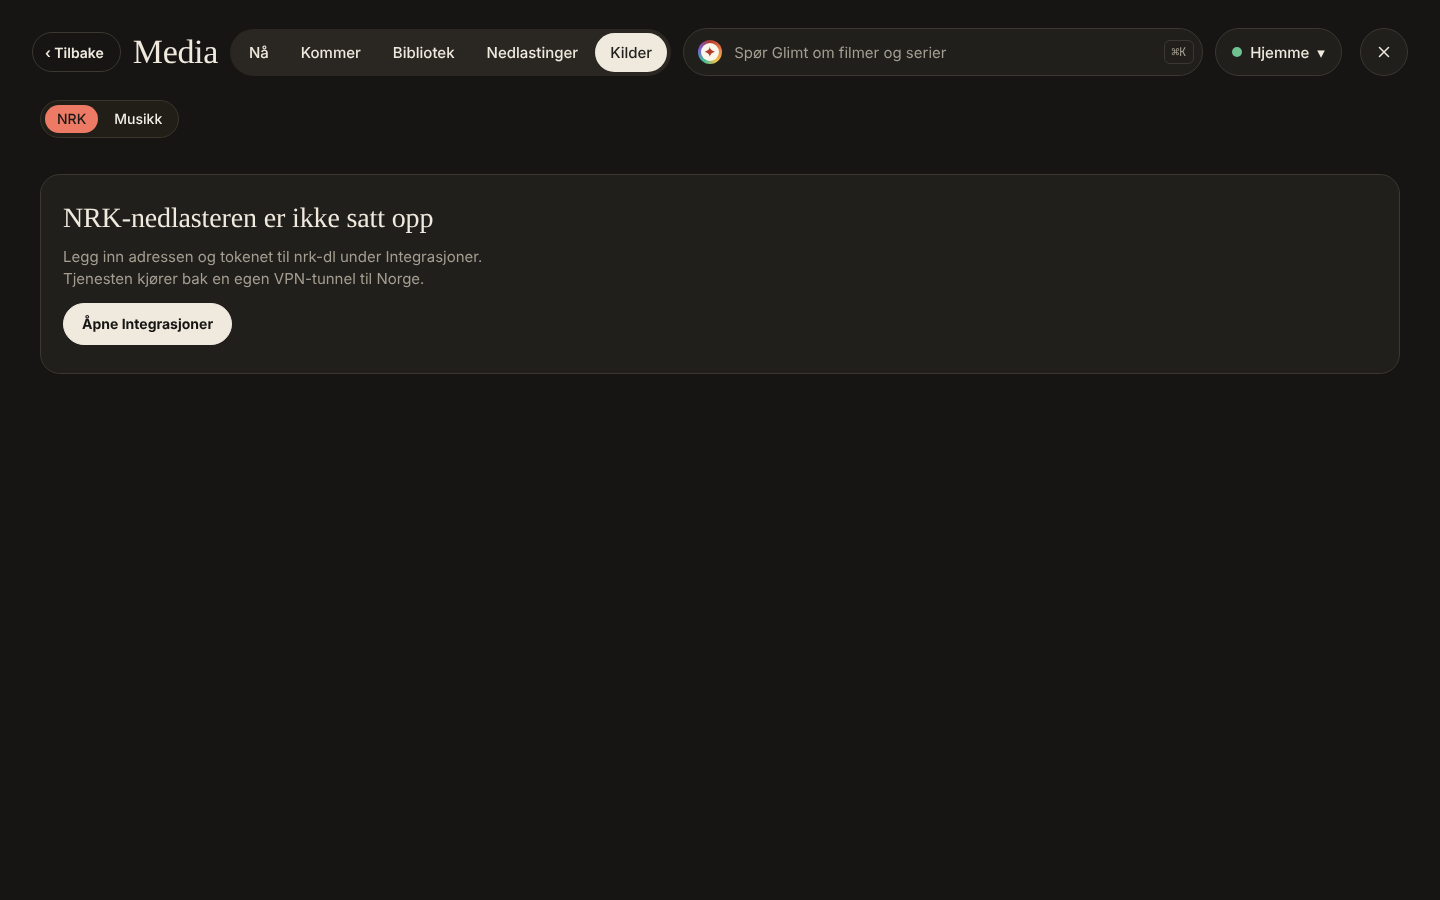 ‹ Tilbake
Media
Nå
Kommer
Bibliotek
Nedlastinger
Kilder
Spør Glimt om filmer og serier
⌘K
Hjemme ▾
×
NRK
Musikk
NRK-nedlasteren er ikke satt opp
Legg inn adressen og tokenet til nrk-dl under Integrasjoner.
Tjenesten kjører bak en egen VPN-tunnel til Norge.
Åpne Integrasjoner